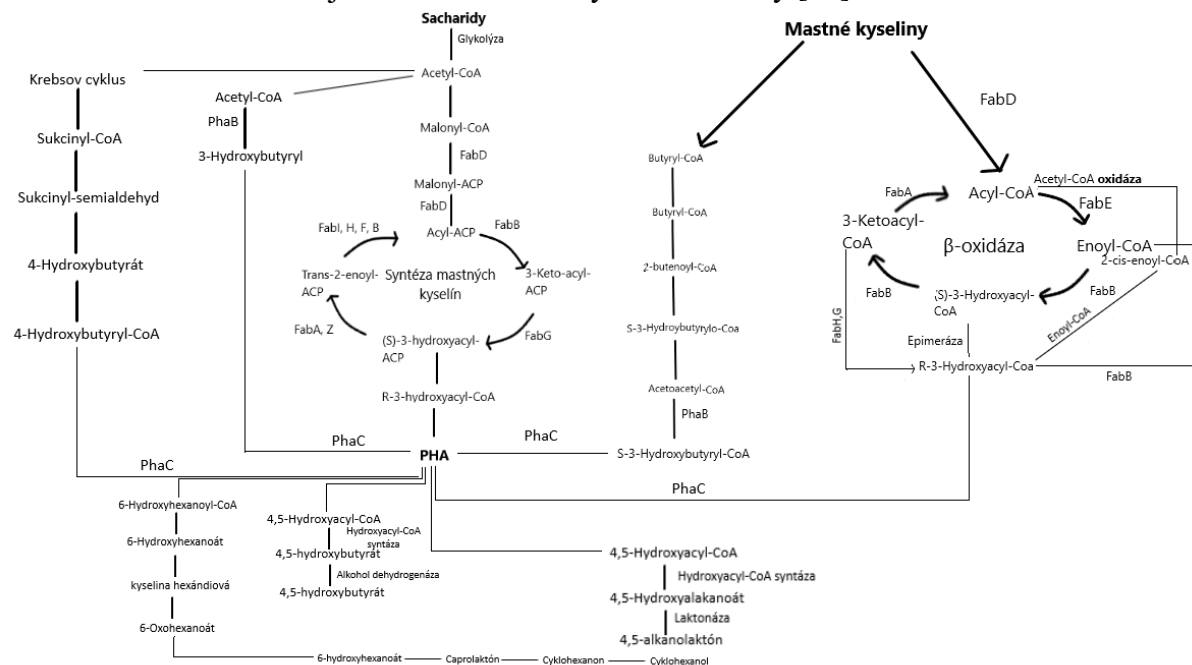 Sacharidy
Glykolýza
Acetyl-CoA
Malonyl-CoA
FabD
Malonyl-ACP
FabD
Acyl-ACP
FabB
3-Keto-acyl-
ACP
FabG
(S)-3-hydroxyacyl-
ACP
FabA, Z
Trans-2-enoyl-
ACP
FabI, H, F, B
Syntéza mastných
kyselín
R-3-hydroxyacyl-CoA
PHA
Krebsov cyklus
Sukcinyl-CoA
Sukcinyl-semialdehyd
4-Hydroxybutyrát
4-Hydroxybutyryl-CoA
PhaC
Acetyl-CoA
PhaB
3-Hydroxybutyryl
PhaC
Mastné kyseliny
Butyryl-CoA
Butyryl-CoA
2-butenoyl-CoA
S-3-Hydroybutyrylo-Coa
Acetoacetyl-CoA
PhaB
S-3-Hydroxybutyryl-CoA
PhaC
FabD
Acyl-CoA
Acetyl-CoA oxidáza
FabE
Enoyl-CoA
2-cis-enoyl-CoA
FabB
(S)-3-Hydroxyacyl-
CoA
FabB
3-Ketoacyl-
CoA
FabA
β-oxidáza
FabH,G
Epimeráza
Enoyl-CoA
R-3-Hydroxyacyl-Coa
FabB
PhaC
6-Hydroxyhexanoyl-CoA
6-Hydroxyhexanoát
kyselina hexándiová
6-Oxohexanoát
6-hydroxyhexanoát
Caprolaktón
Cyklohexanon
Cyklohexanol
4,5-Hydroxyacyl-CoA
Hydroxyacyl-CoA
syntáza
4,5-hydroxybutyrát
Alkohol dehydrogenáza
4,5-hydroxybutyrát
4,5-Hydroxyacyl-CoA
Hydroxyacyl-CoA syntáza
4,5-Hydroxyalakanoát
Laktonáza
4,5-alkanolaktón